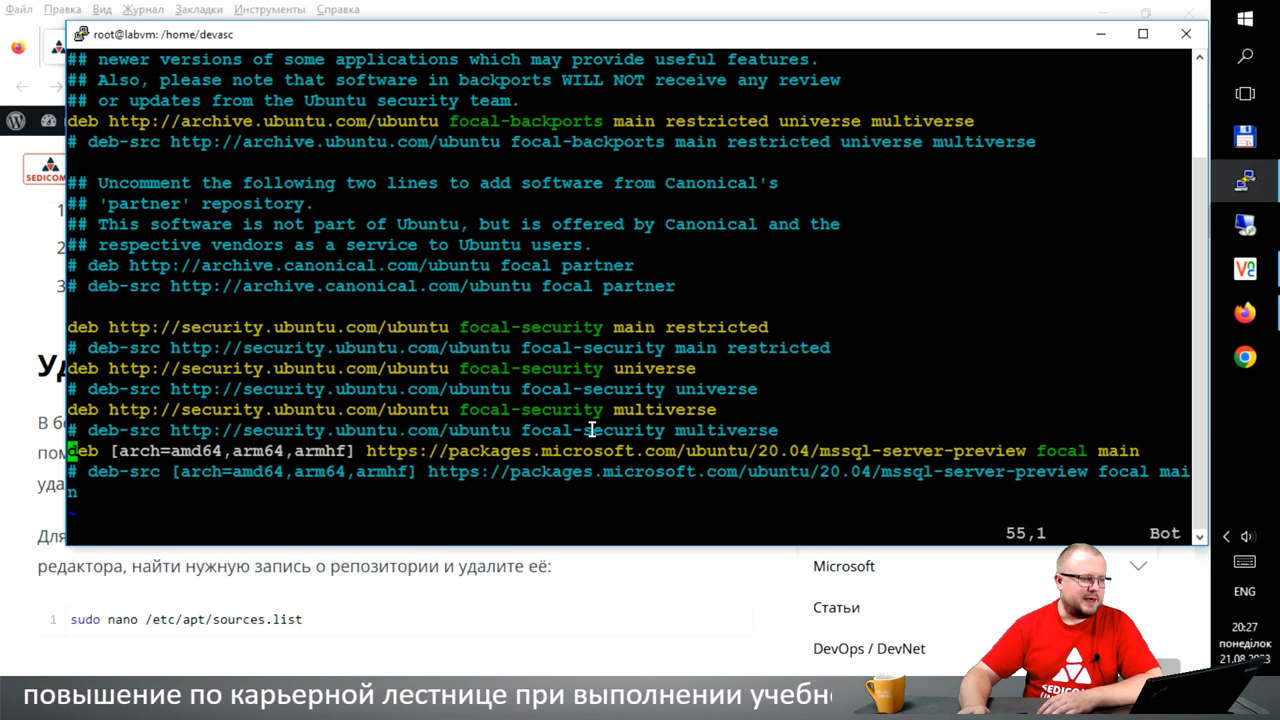 Файл Правка Вид Журнал Закладки Инструменты Справка
root@labvm: /home/devasc
## newer versions of some applications which may provide useful features.
## Also, please note that software in backports WILL NOT receive any review
## or updates from the Ubuntu security team.
deb http://archive.ubuntu.com/ubuntu focal-backports main restricted universe multiverse
# deb-src http://archive.ubuntu.com/ubuntu focal-backports main restricted universe multiverse
## Uncomment the following two lines to add software from Canonical's
## 'partner' repository.
## This software is not part of Ubuntu, but is offered by Canonical and the
## respective vendors as a service to Ubuntu users.
# deb http://archive.canonical.com/ubuntu focal partner
# deb-src http://archive.canonical.com/ubuntu focal partner
deb http://security.ubuntu.com/ubuntu focal-security main restricted
# deb-src http://security.ubuntu.com/ubuntu focal-security main restricted
deb http://security.ubuntu.com/ubuntu focal-security universe
# deb-src http://security.ubuntu.com/ubuntu focal-security universe
deb http://security.ubuntu.com/ubuntu focal-security multiverse
# deb-src http://security.ubuntu.com/ubuntu focal-security multiverse
deb [arch=amd64,arm64,armhf] https://packages.microsoft.com/ubuntu/20.04/mssql-server-preview focal main
# deb-src [arch=amd64,arm64,armhf] https://packages.microsoft.com/ubuntu/20.04/mssql-server-preview focal mai
n
~
55,1 Bot
SEDICOM
1
2
3
Уд
В бо
пом
уда
Для
редактора, найти нужную запись о репозитории и удалите её:
1 sudo nano /etc/apt/sources.list
Microsoft
Статьи
DevOps / DevNet
ENG
20:27
понеділок
21.08.2023
SEDICOM
повышение по карьерной лестнице при выполнении учебн